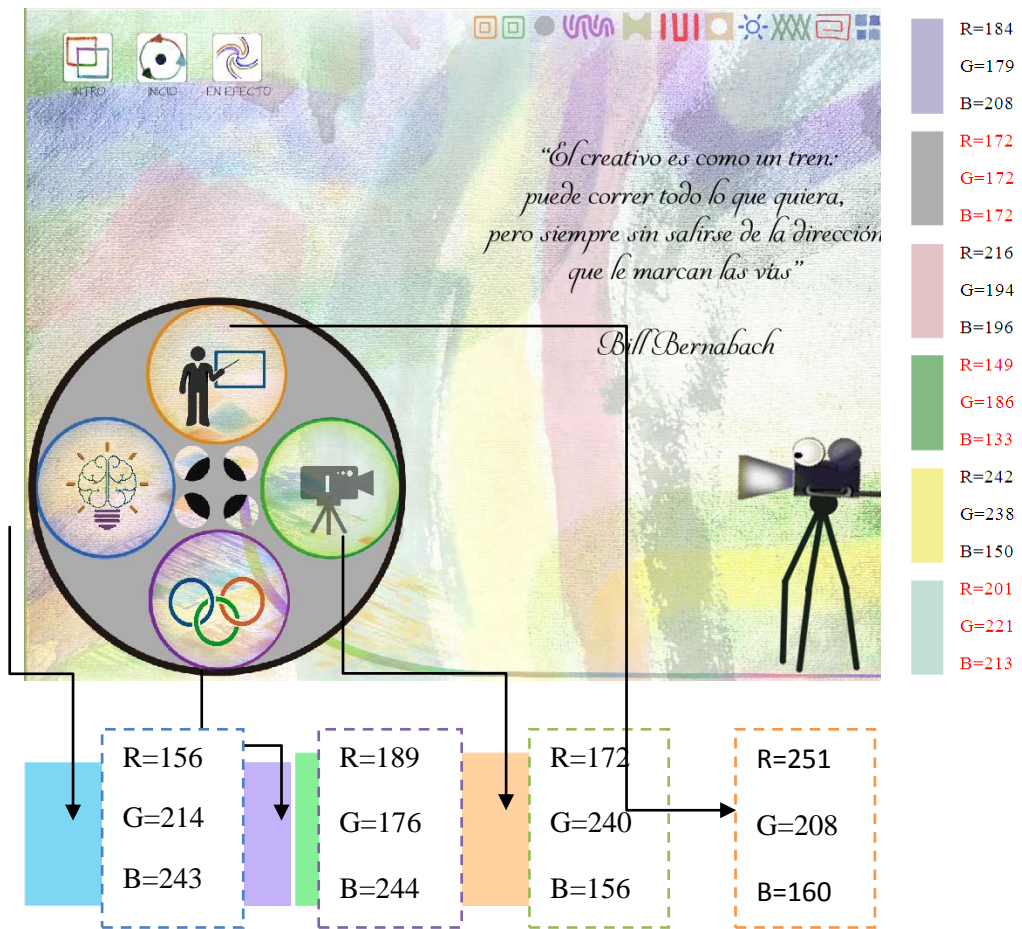 INTRO
INICIO
EN EFECTO
“El creativo es como un tren:
puede correr todo lo que quiera,
pero siempre sin salirse de la dirección
que le marcan las vías”
Bill Bernabach
R=184
G=179
B=208
R=172
G=172
B=172
R=216
G=194
B=196
R=149
G=186
B=133
R=242
G=238
B=150
R=201
G=221
B=213
R=156
G=214
B=243
R=189
G=176
B=244
R=172
G=240
B=156
R=251
G=208
B=160